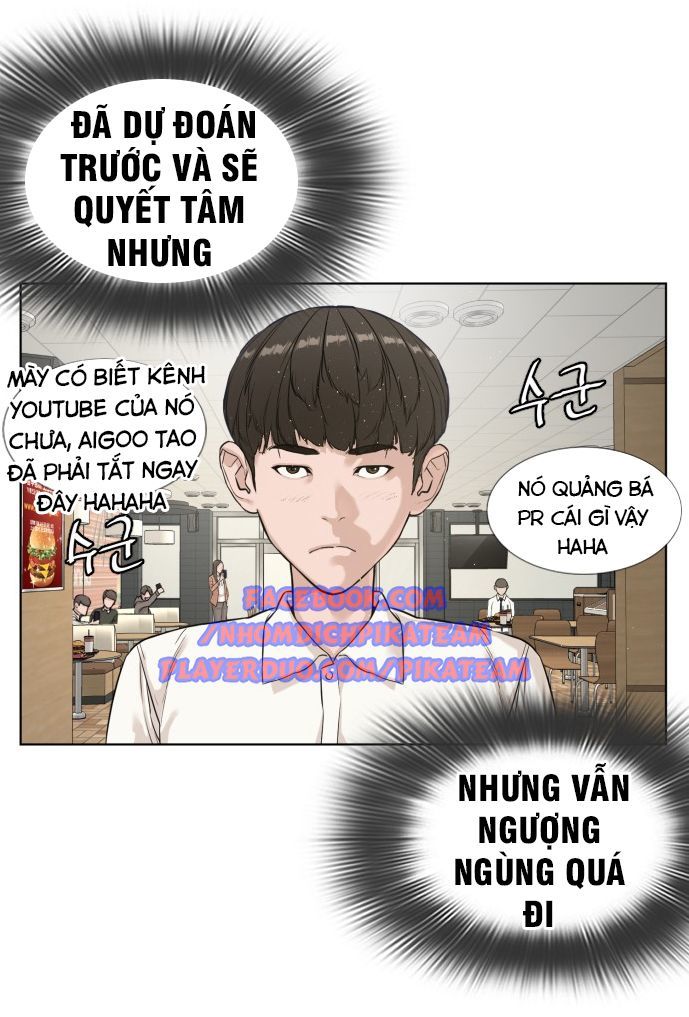 ĐÃ DỰ ĐOÁN
TRƯỚC VÀ SẼ
QUYẾT TÂM
NHƯNG
MÀY CÓ BIẾT KÊNH
YOUTUBE CỦA NÓ
CHƯA, AIGOO TAO
ĐÃ PHẢI TẮT NGAY
ĐÂY HAHAHA
수군
수군
NÓ QUẢNG BÁ
PR CÁI GÌ VẬY
HAHA
FACEBOOK.COM
/NHOMDICHPIKATEAM
PLAYERDUO.COM/PIKATEAM
NHƯNG VẪN
NGƯỢNG
NGÙNG QUÁ
ĐI